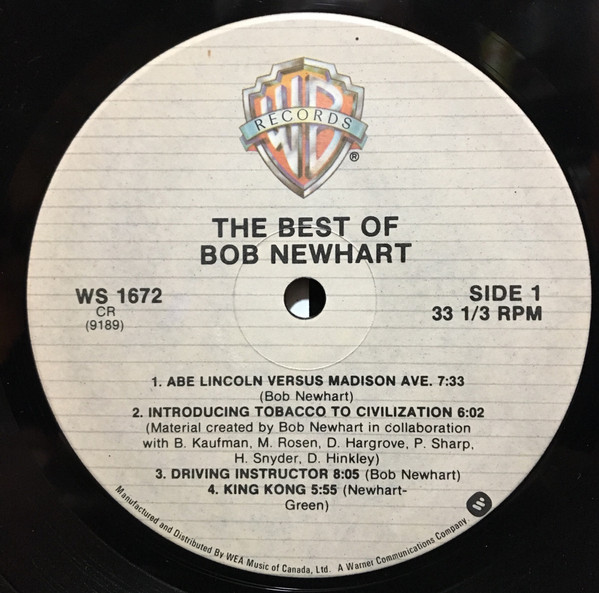 WB
RECORDS
®
THE BEST OF
BOB NEWHART
WS 1672
CR
(9189)
SIDE 1
33 1/3 RPM
1. ABE LINCOLN VERSUS MADISON AVE. 7:33
(Bob Newhart)
2. INTRODUCING TOBACCO TO CIVILIZATION 6:02
(Material created by Bob Newhart in collaboration
with B. Kaufman, M. Rosen, D. Hargrove, P. Sharp,
H. Snyder, D. Hinkley)
3. DRIVING INSTRUCTOR 8:05 (Bob Newhart)
4. KING KONG 5:55 (Newhart-
Green)
Manufactured and Distributed By WEA Music of Canada, Ltd. A Warner Communications Company.